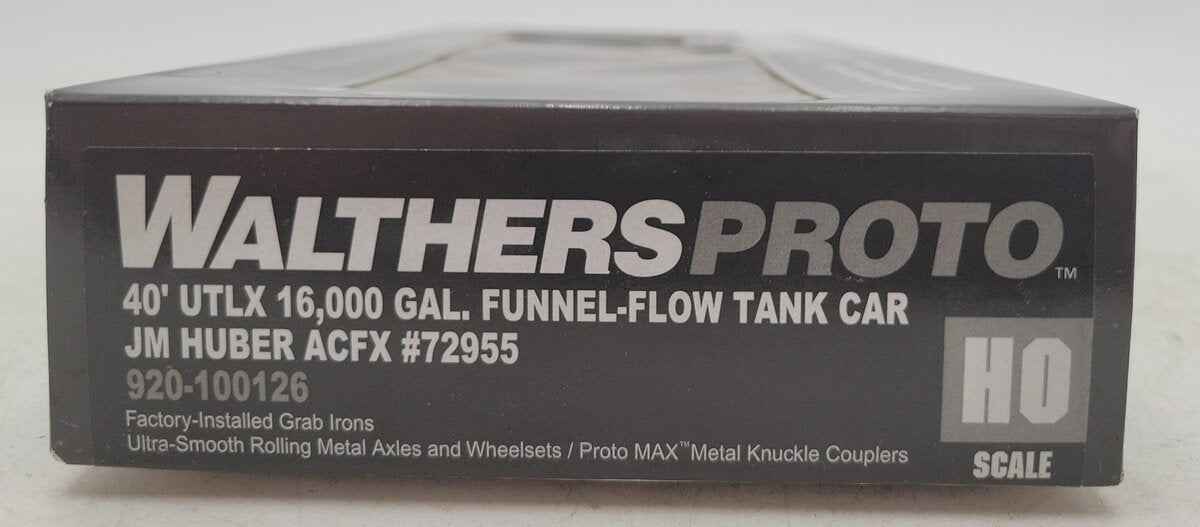 WALTHERSPROTO™
40' UTLX 16,000 GAL. FUNNEL-FLOW TANK CAR
JM HUBER ACFX #72955
920-100126
Factory-Installed Grab Irons
Ultra-Smooth Rolling Metal Axles and Wheelsets / Proto MAX™ Metal Knuckle Couplers
HO
SCALE